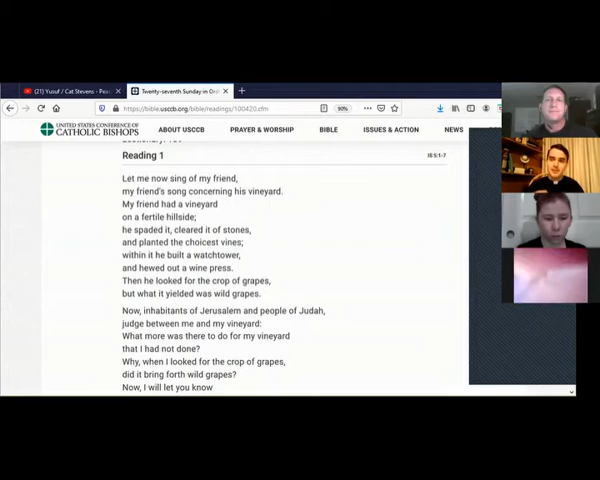 (21) Yusuf / Cat Stevens - Pea
Twenty-seventh Sunday in Ord
https://bible.usccb.org/bible/readings/100420.cfm
90%
UNITED STATES CONFERENCE OF
CATHOLIC BISHOPS
ABOUT USCCB
PRAYER & WORSHIP
BIBLE
ISSUES & ACTION
NEWS
Reading 1
IS 5:1-7
Let me now sing of my friend,
my friend's song concerning his vineyard.
My friend had a vineyard
on a fertile hillside;
he spaded it, cleared it of stones,
and planted the choicest vines;
within it he built a watchtower,
and hewed out a wine press.
Then he looked for the crop of grapes,
but what it yielded was wild grapes.
Now, inhabitants of Jerusalem and people of Judah,
judge between me and my vineyard:
What more was there to do for my vineyard
that I had not done?
Why, when I looked for the crop of grapes,
did it bring forth wild grapes?
Now, I will let you know